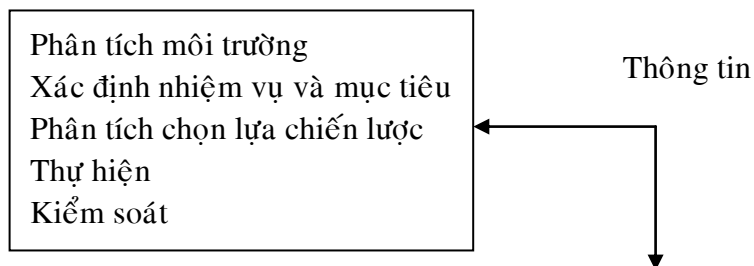 Phân tích môi trường
Xác định nhiệm vụ và mục tiêu
Phân tích chọn lựa chiến lược
Thự hiện
Kiểm soát
Thông tin